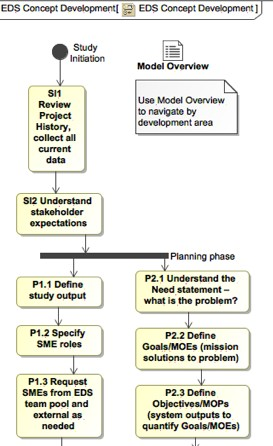 EDS Concept Development[ EDS Concept Development]
Study
Initiation
Model Overview
SI1
Review
Project
History,
collect all
current
data
Use Model Overview
to navigate by
development area
SI2 Understand
stakeholder
expectations
Planning phase
P1.1 Define
study output
P2.1 Understand the
Need statement –
what is the problem?
P1.2 Specify
SME roles
P2.2 Define
Goals/MOEs (mission
solutions to problem)
P1.3 Request
SMEs from EDS
team pool and
external as
needed
P2.3 Define
Objectives/MOPs
(system outputs to
quantify Goals/MOEs)